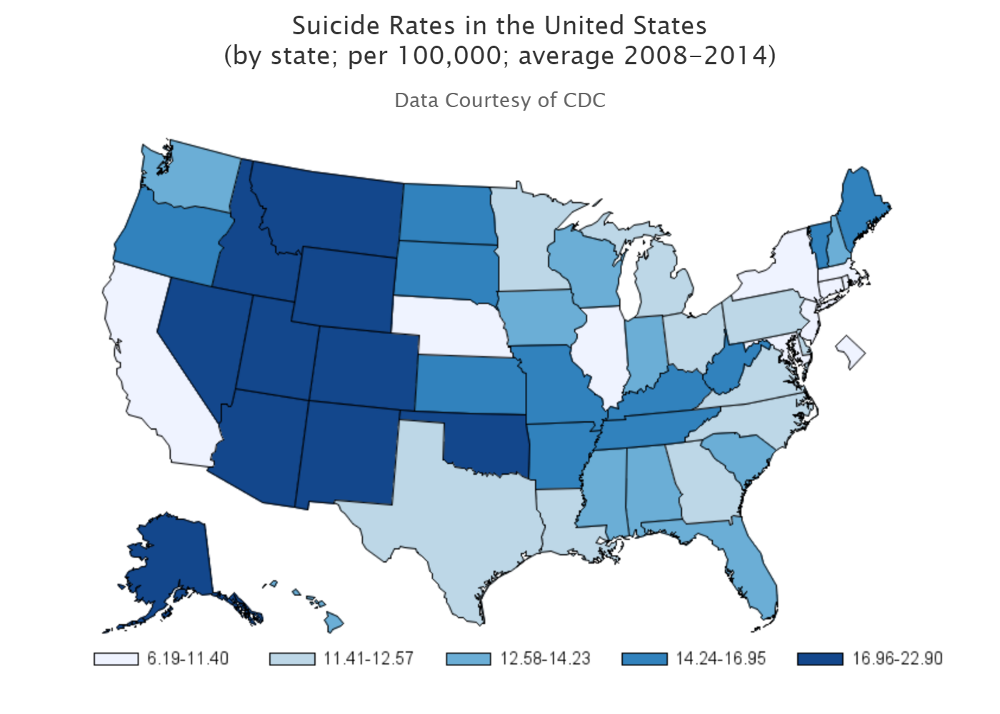 Suicide Rates in the United States
(by state; per 100,000; average 2008-2014)
Data Courtesy of CDC
6.19-11.40 11.41-12.57 12.58-14.23 14.24-16.95 16.96-22.90